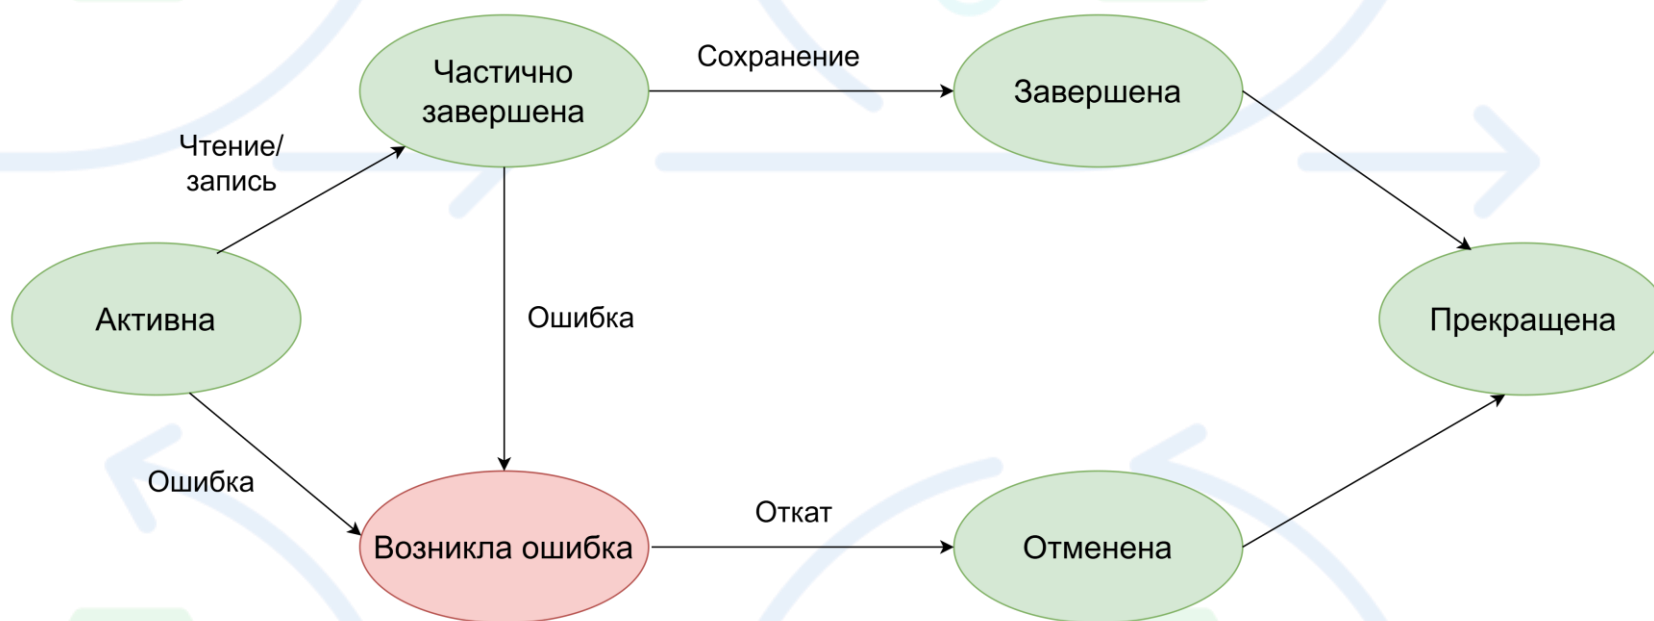 Частично
завершена
Сохранение
Завершена
Чтение/
запись
Активна
Ошибка
Прекращена
Ошибка
Возникла ошибка
Откат
Отменена